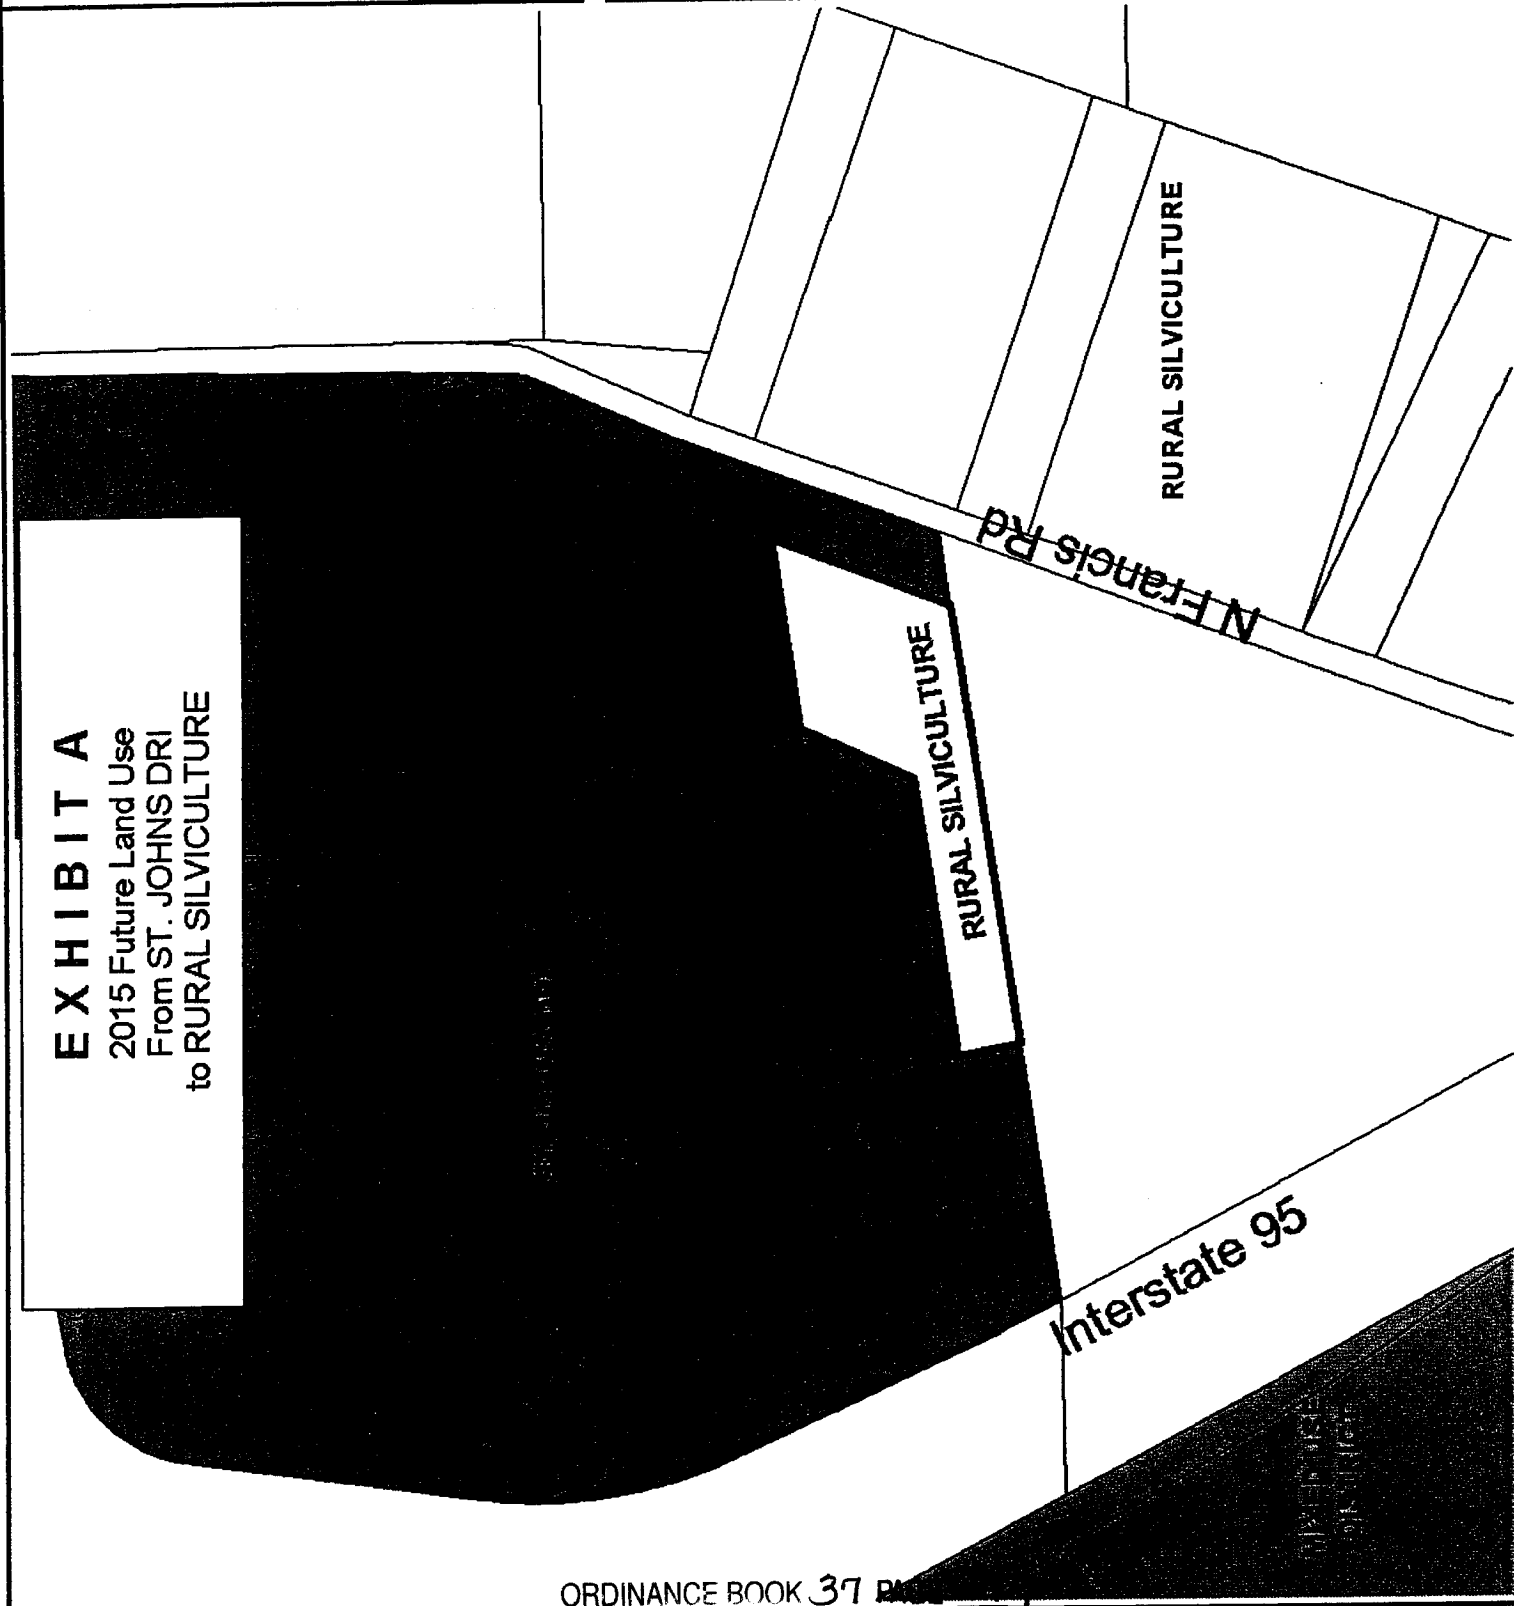 EXHIBIT A
2015 Future Land Use
From ST. JOHNS DRI
to RURAL SILVICULTURE
RURAL SILVICULTURE
N Francis Rd
RURAL SILVICULTURE
Interstate 95
ORDINANCE BOOK 37